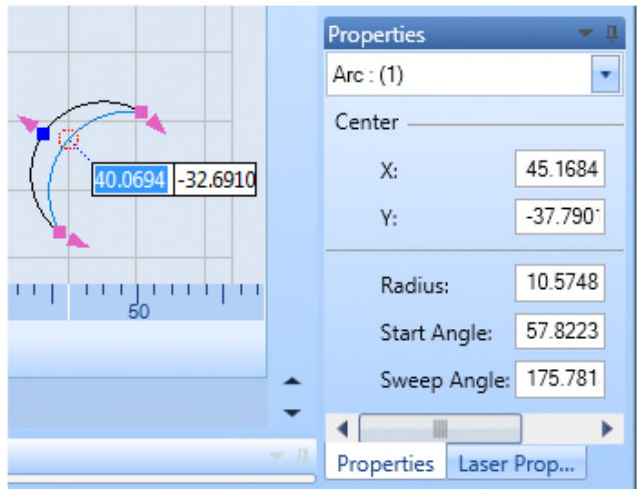 Properties
Arc : (1)
Center
X: 45.1684
Y: -37.790
40.0694 -32.6910
Radius: 10.5748
Start Angle: 57.8223
Sweep Angle: 175.781
50
Properties Laser Prop...